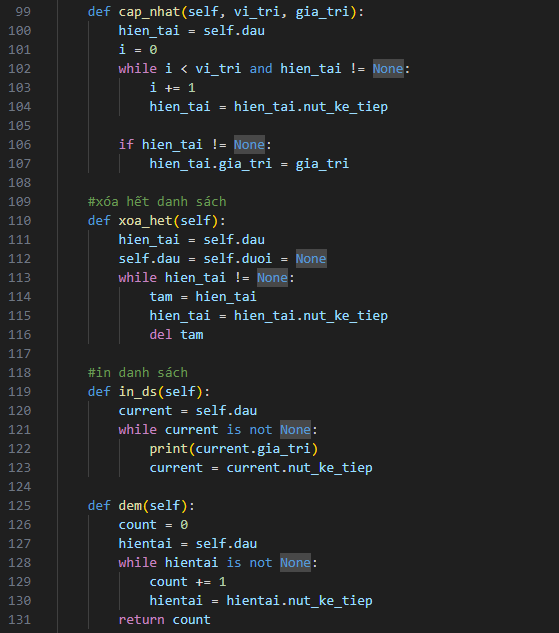 99 def cap_nhat(self, vi_tri, gia_tri):
100 hien_tai = self.dau
101 i = 0
102 while i < vi_tri and hien_tai != None:
103 i += 1
104 hien_tai = hien_tai.nut_ke_tiep
105
106 if hien_tai != None:
107 hien_tai.gia_tri = gia_tri
108
109 #xóa hết danh sách
110 def xoa_het(self):
111 hien_tai = self.dau
112 self.dau = self.duoi = None
113 while hien_tai != None:
114 tam = hien_tai
115 hien_tai = hien_tai.nut_ke_tiep
116 del tam
117
118 #in danh sách
119 def in_ds(self):
120 current = self.dau
121 while current is not None:
122 print(current.gia_tri)
123 current = current.nut_ke_tiep
124
125 def dem(self):
126 count = 0
127 hientai = self.dau
128 while hientai is not None:
129 count += 1
130 hientai = hientai.nut_ke_tiep
131 return count